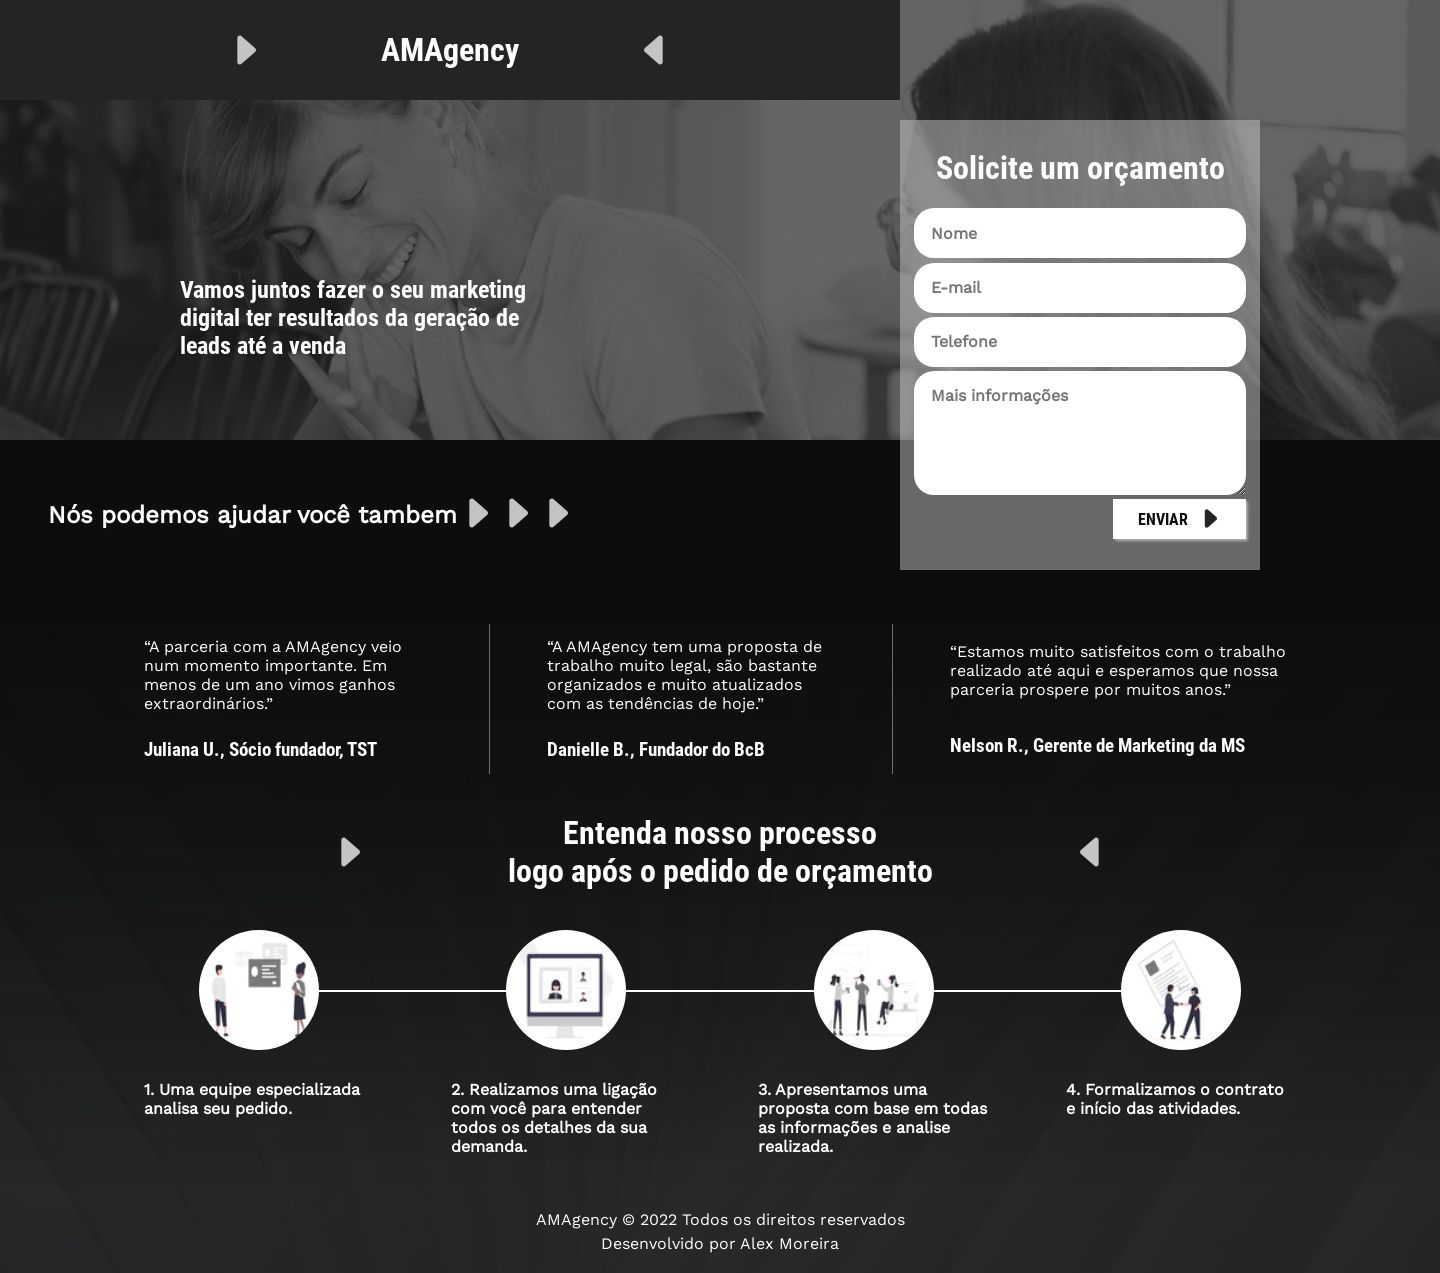 AMAgency
Solicite um orçamento
Nome
E-mail
Telefone
Mais informações
ENVIAR
Vamos juntos fazer o seu marketing
digital ter resultados da geração de
leads até a venda
Nós podemos ajudar você tambem
“A parceria com a AMAgency veio
num momento importante. Em
menos de um ano vimos ganhos
extraordinários.”
Juliana U., Sócio fundador, TST
“A AMAgency tem uma proposta de
trabalho muito legal, são bastante
organizados e muito atualizados
com as tendências de hoje.”
Danielle B., Fundador do BcB
“Estamos muito satisfeitos com o trabalho
realizado até aqui e esperamos que nossa
parceria prospere por muitos anos.”
Nelson R., Gerente de Marketing da MS
Entenda nosso processo
logo após o pedido de orçamento
1. Uma equipe especializada
analisa seu pedido.
2. Realizamos uma ligação
com você para entender
todos os detalhes da sua
demanda.
3. Apresentamos uma
proposta com base em todas
as informações e analise
realizada.
4. Formalizamos o contrato
e início das atividades.
AMAgency © 2022 Todos os direitos reservados
Desenvolvido por Alex Moreira